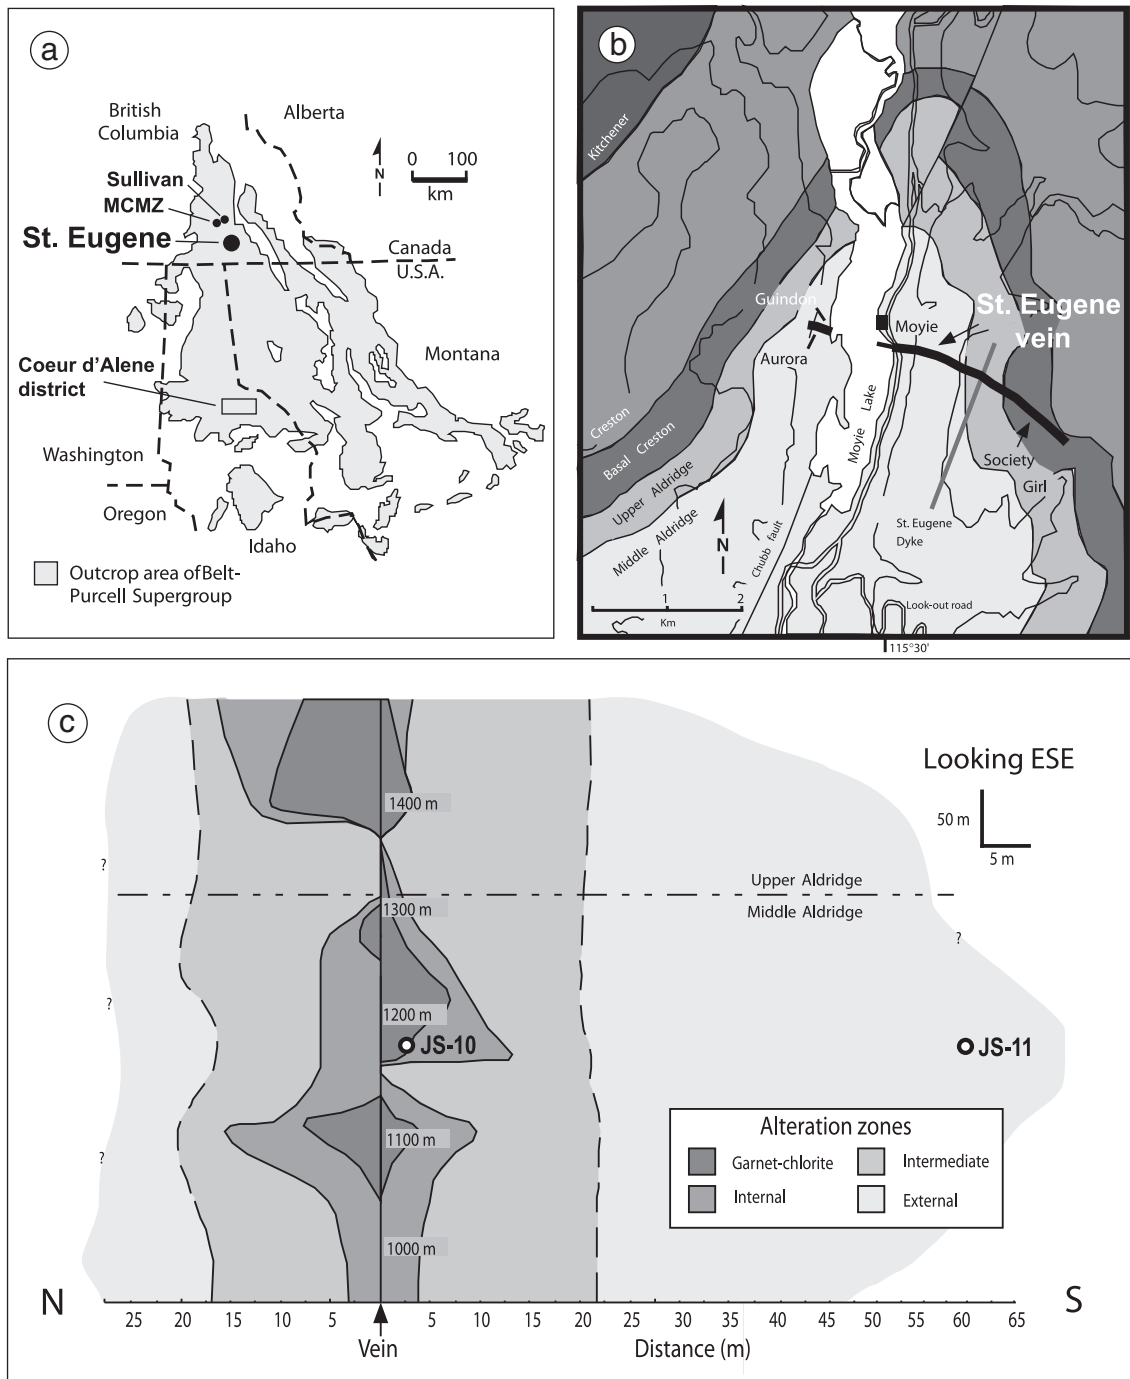 a
British
Columbia
Alberta
N
0 100
km
Sullivan
MCMZ
St. Eugene
Canada
U.S.A.
Montana
Coeur d'Alene
district
Washington
Oregon
Idaho
Outcrop area of Belt-
Purcell Supergroup
b
Kitchener
Creston
Basal Creston
Upper Aldridge
Middle Aldridge
Guindon
Aurora
Moyie
St. Eugene
vein
Moyie Lake
Society
Girl
St. Eugene
Dyke
Chubb fault
N
1 2
Km
Look-out road
115°30'
c
Looking ESE
50 m
5 m
1400 m
Upper Aldridge
Middle Aldridge
1300 m
1200 m
JS-10
JS-11
1100 m
1000 m
?
?
?
?
Alteration zones
Garnet-chlorite
Intermediate
Internal
External
N
S
25 20 15 10 5 5 10 15 20 25 30 35 40 45 50 55 60 65
Vein
Distance (m)